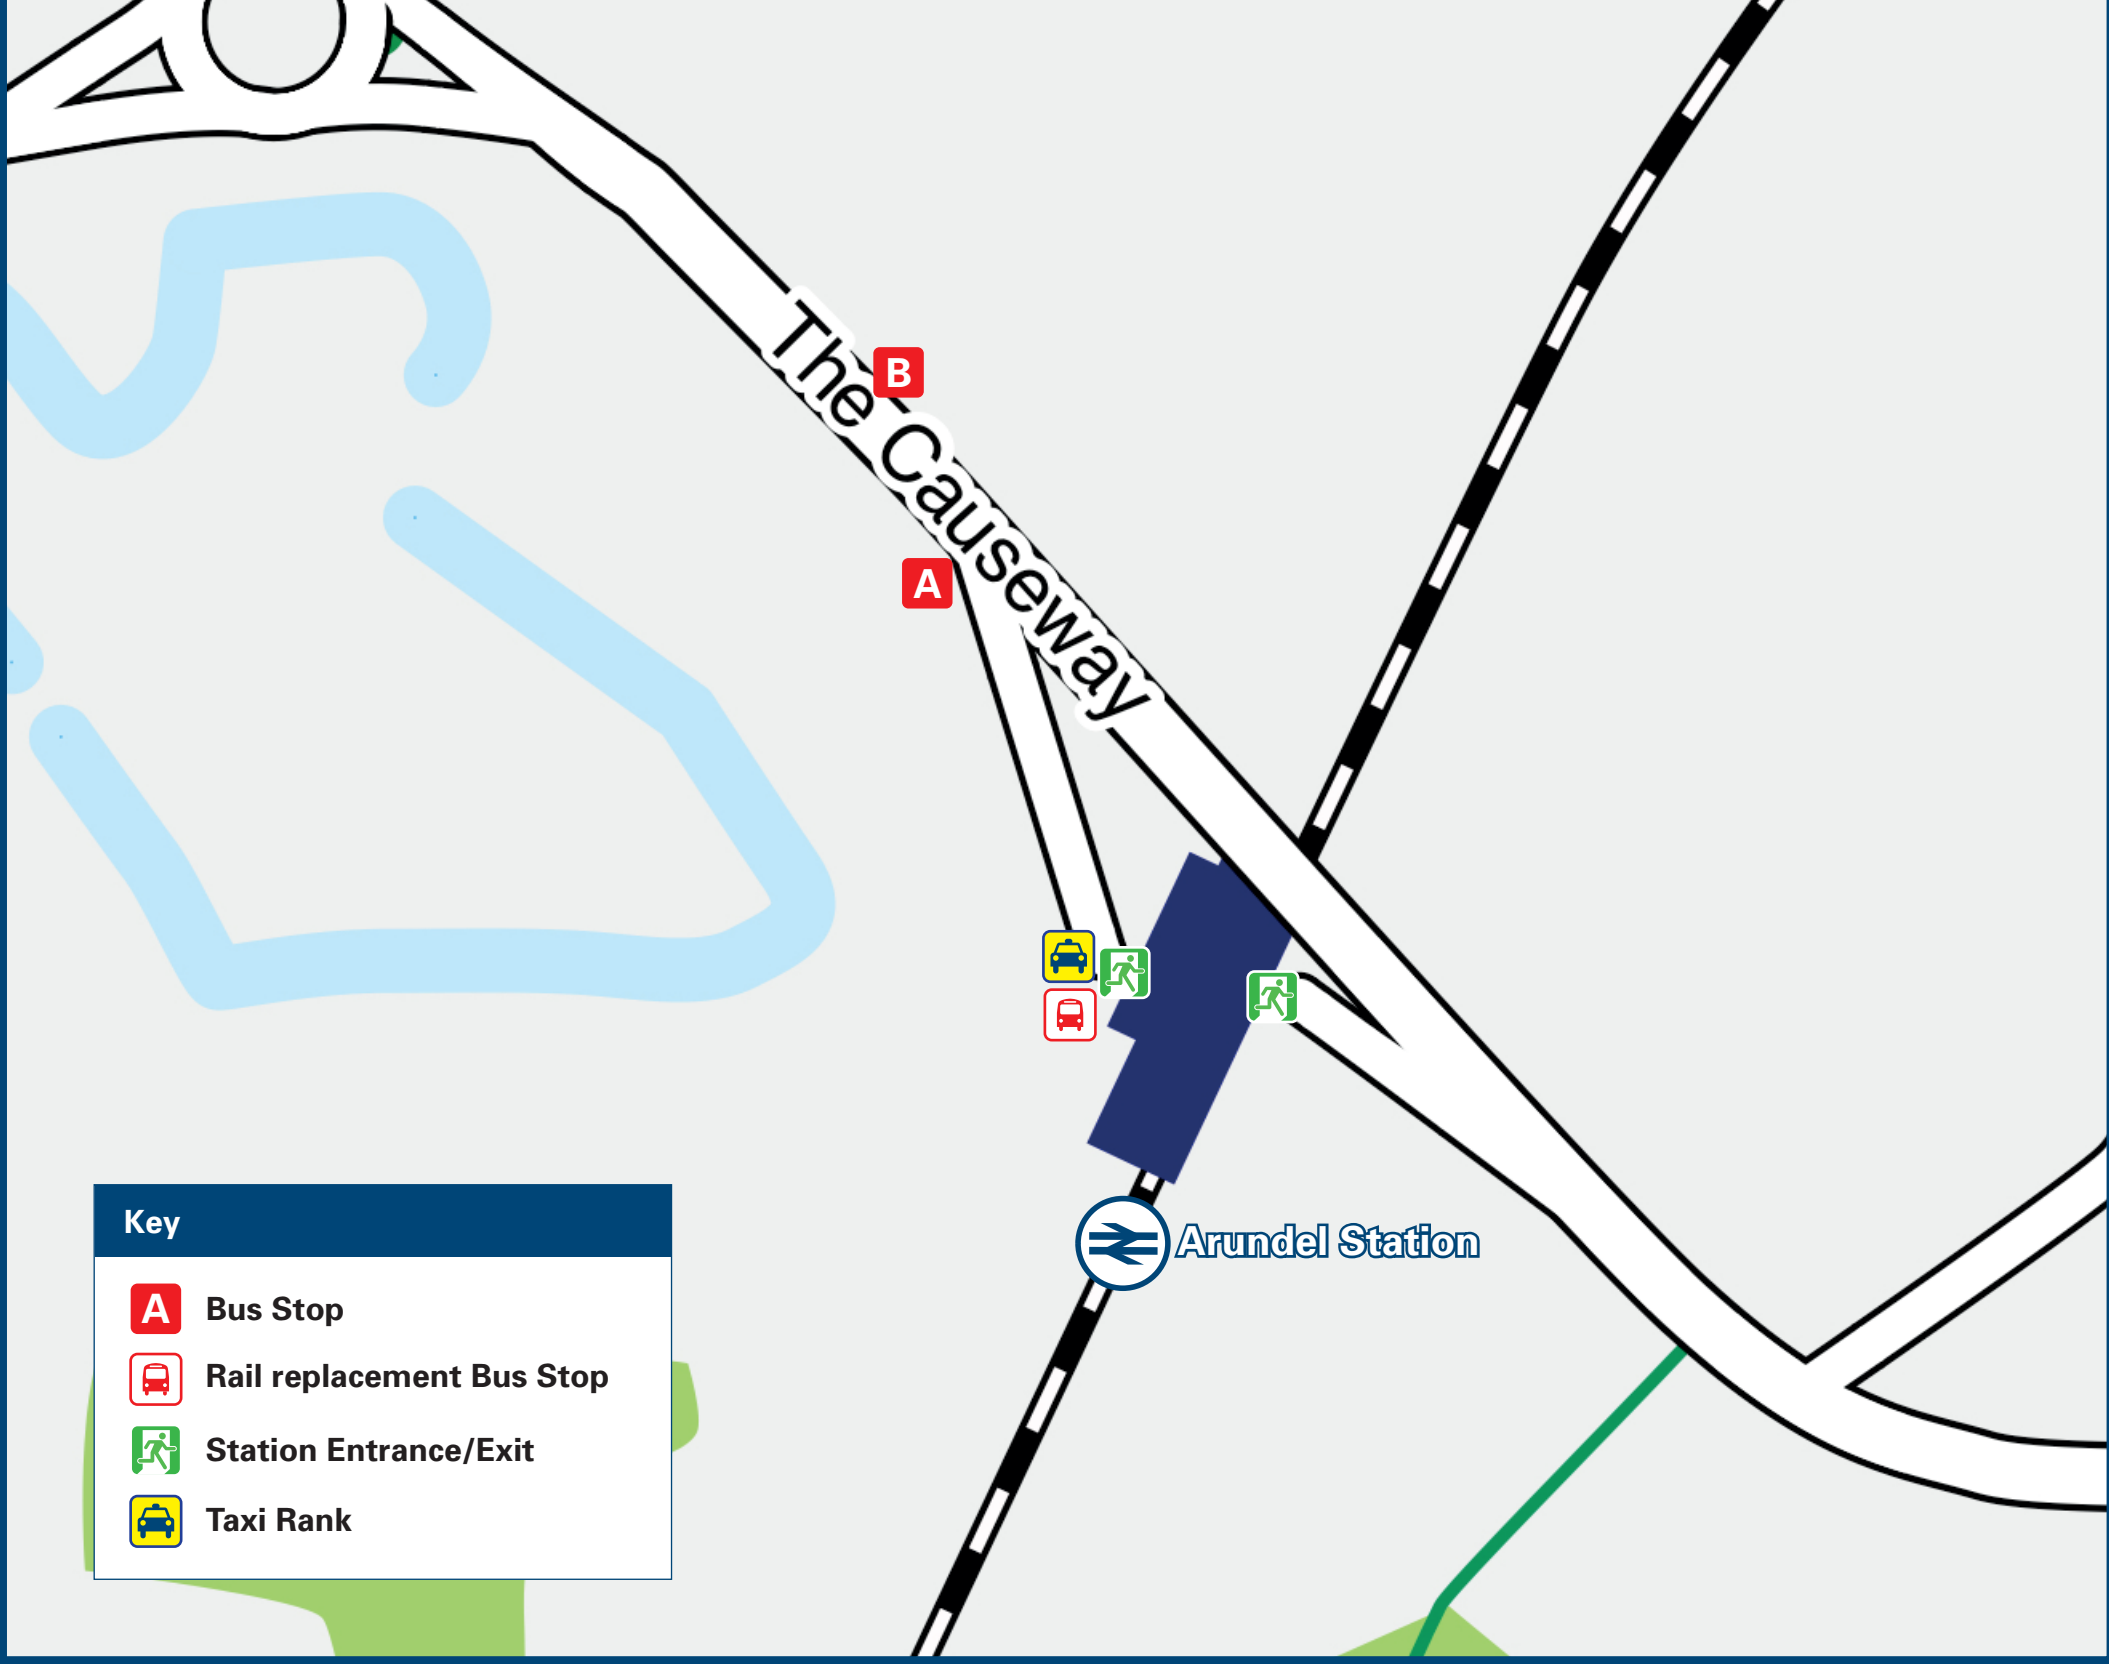 The Causeway
B
A
Arundel Station
Key
A Bus Stop
Rail replacement Bus Stop
Station Entrance/Exit
Taxi Rank